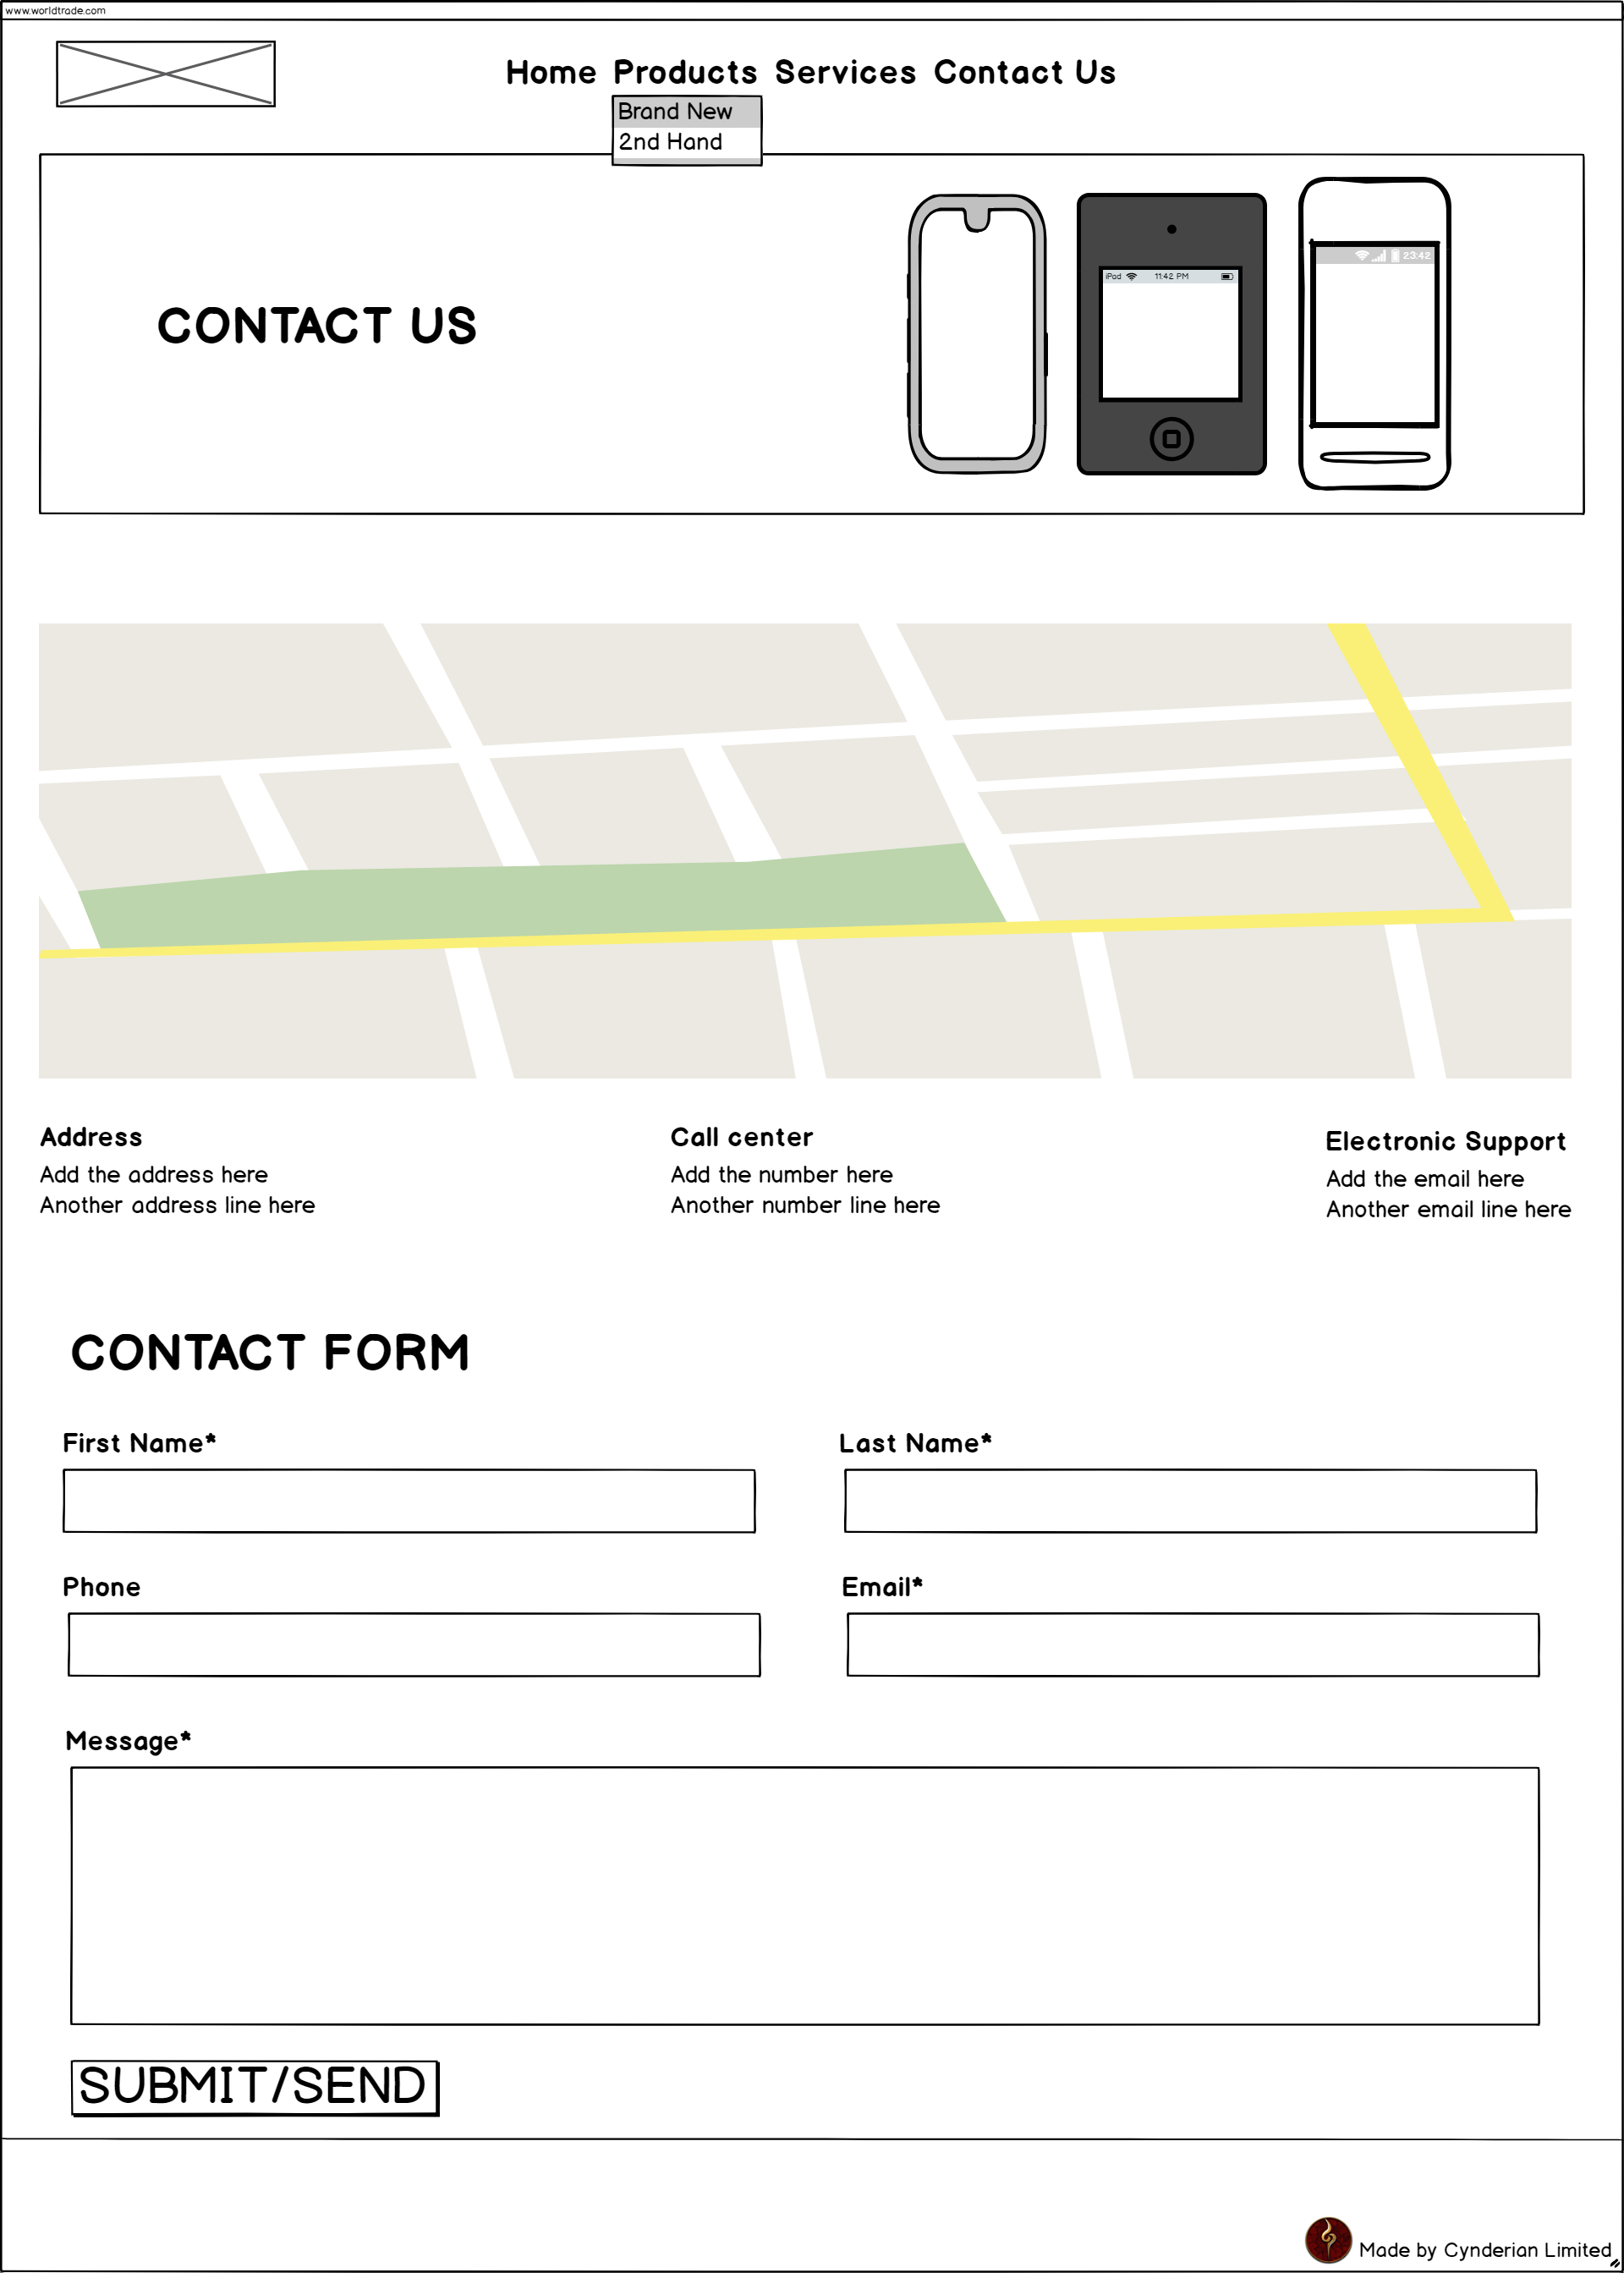 www.worldtrade.com
Home Products Services Contact Us
Brand New
2nd Hand
CONTACT US
iPod 11:42 PM
23:42
Address
Add the address here
Another address line here
Call center
Add the number here
Another number line here
Electronic Support
Add the email here
Another email line here
CONTACT FORM
First Name*
Last Name*
Phone
Email*
Message*
SUBMIT/SEND
Made by Cynderian Limited